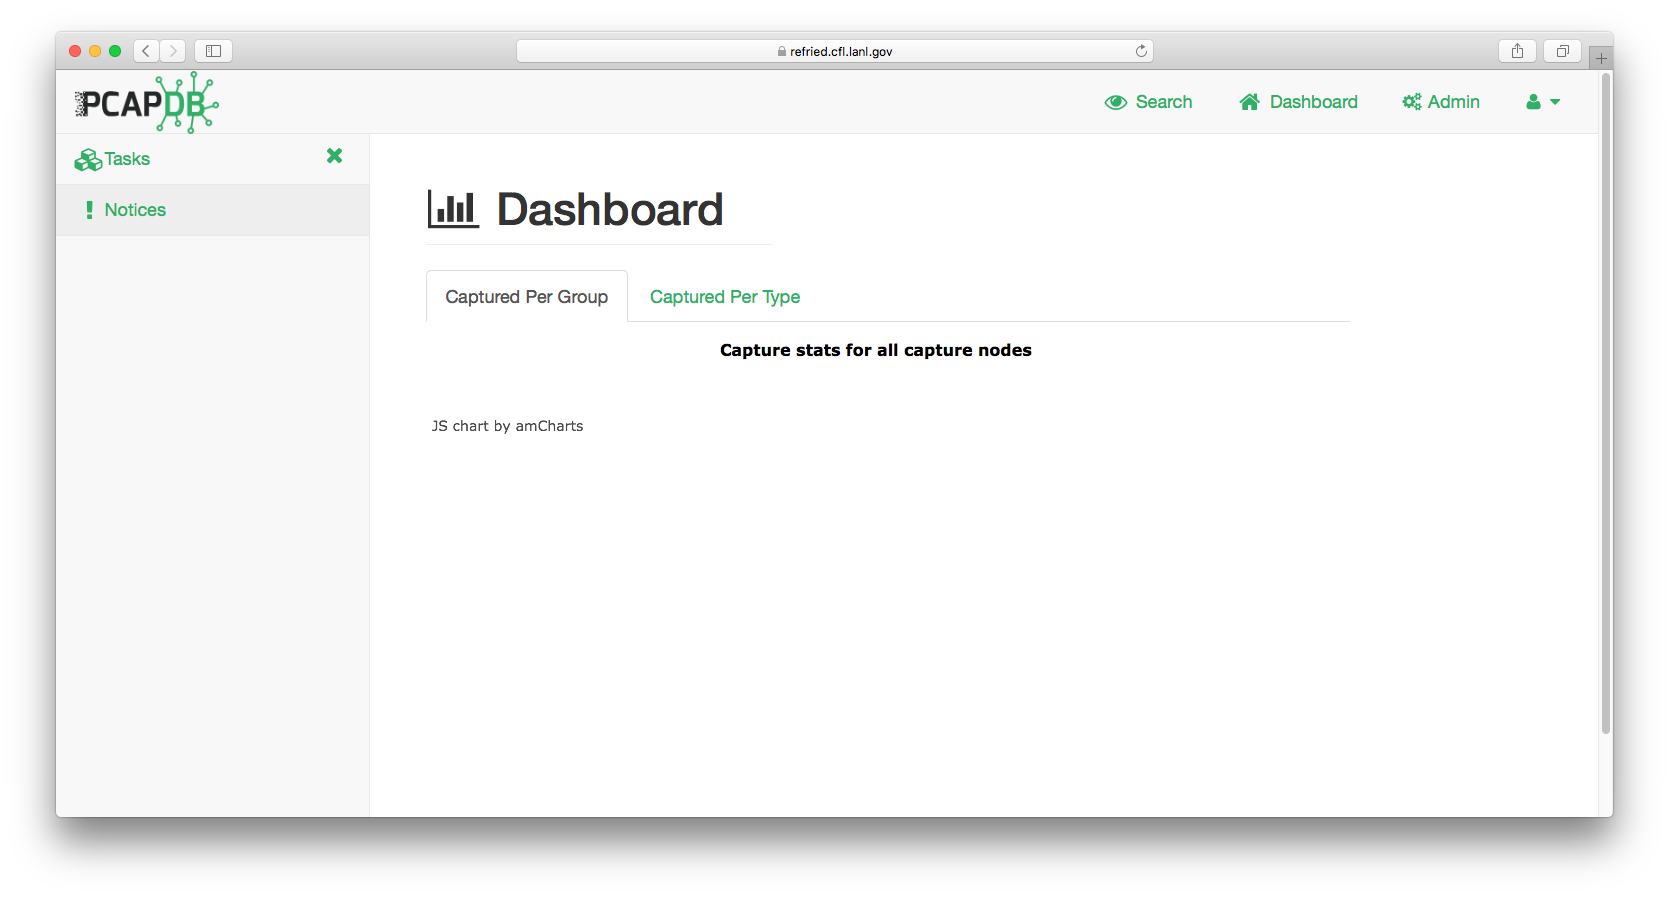 refried.cfl.lanl.gov
PCAPDB
Search Dashboard Admin
Tasks
Notices
Dashboard
Captured Per Group Captured Per Type
Capture stats for all capture nodes
JS chart by amCharts